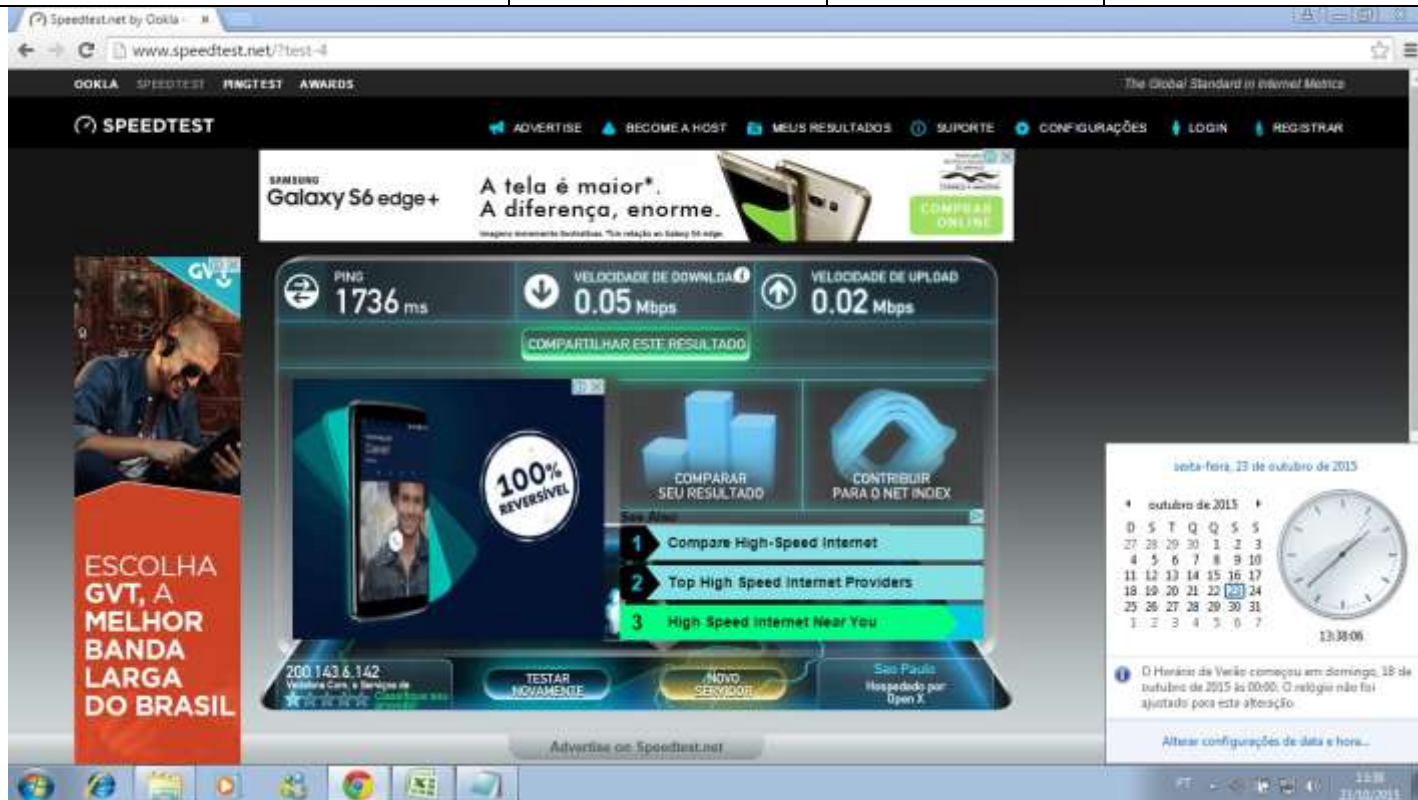 Speedtest.net by Ookla -
www.speedtest.net/?test-4
OOKLA SPEEDTEST PINGTEST AWARDS
The Global Standard in Internet Metrics
SPEEDTEST
ADVERTISE BECOME A HOST MEUS RESULTADOS SUPORTE CONFIGURAÇÕES LOGIN REGISTRAR
SAMSUNG
Galaxy S6 edge+
A tela é maior*.
A diferença, enorme.
COMPRAR
ONLINE
GVT
ESCOLHA
GVT, A
MELHOR
BANDA
LARGA
DO BRASIL
PING
1736 ms
VELOCIDADE DE DOWNLOA
0.05 Mbps
VELOCIDADE DE UPLOAD
0.02 Mbps
COMPARTILHAR ESTE RESULTADO
100%
REVERSÍVEL
COMPARAR
SEU RESULTADO
CONTRIBUIR
PARA O NET INDEX
See Also
1 Compare High-Speed Internet
2 Top High Speed Internet Providers
3 High Speed Internet Near You
200.143.6.142
TESTAR
NOVAMENTE
NOVO
SERVIDOR
Sao Paulo
Hospedado por
Open X
Advertise on Speedtest.net
sexta-feira, 23 de outubro de 2015
outubro de 2015
D S T Q Q S S
27 28 29 30 1 2 3
4 5 6 7 8 9 10
11 12 13 14 15 16 17
18 19 20 21 22 23 24
25 26 27 28 29 30 31
1 2 3 4 5 6 7
13:38:06
O Horário de Verão começou em domingo, 18 de
outubro de 2015 às 00:00. O relógio não foi
ajustado para esta alteração.
Alterar configurações de data e hora...
PT
13:38
23/10/2015